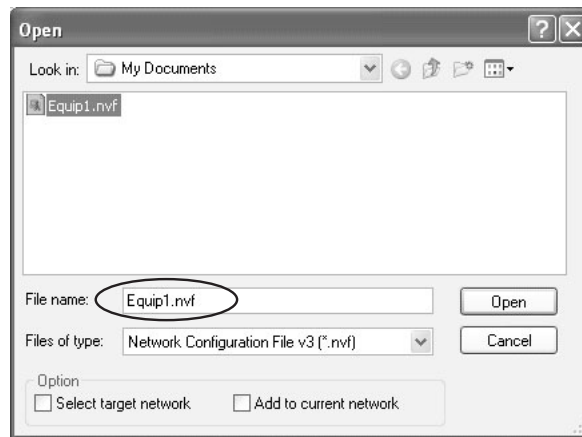 Open
Look in: My Documents
Equip1.nvf
File name: Equip1.nvf
Open
Files of type: Network Configuration File v3 (*.nvf)
Cancel
Option
Select target network Add to current network